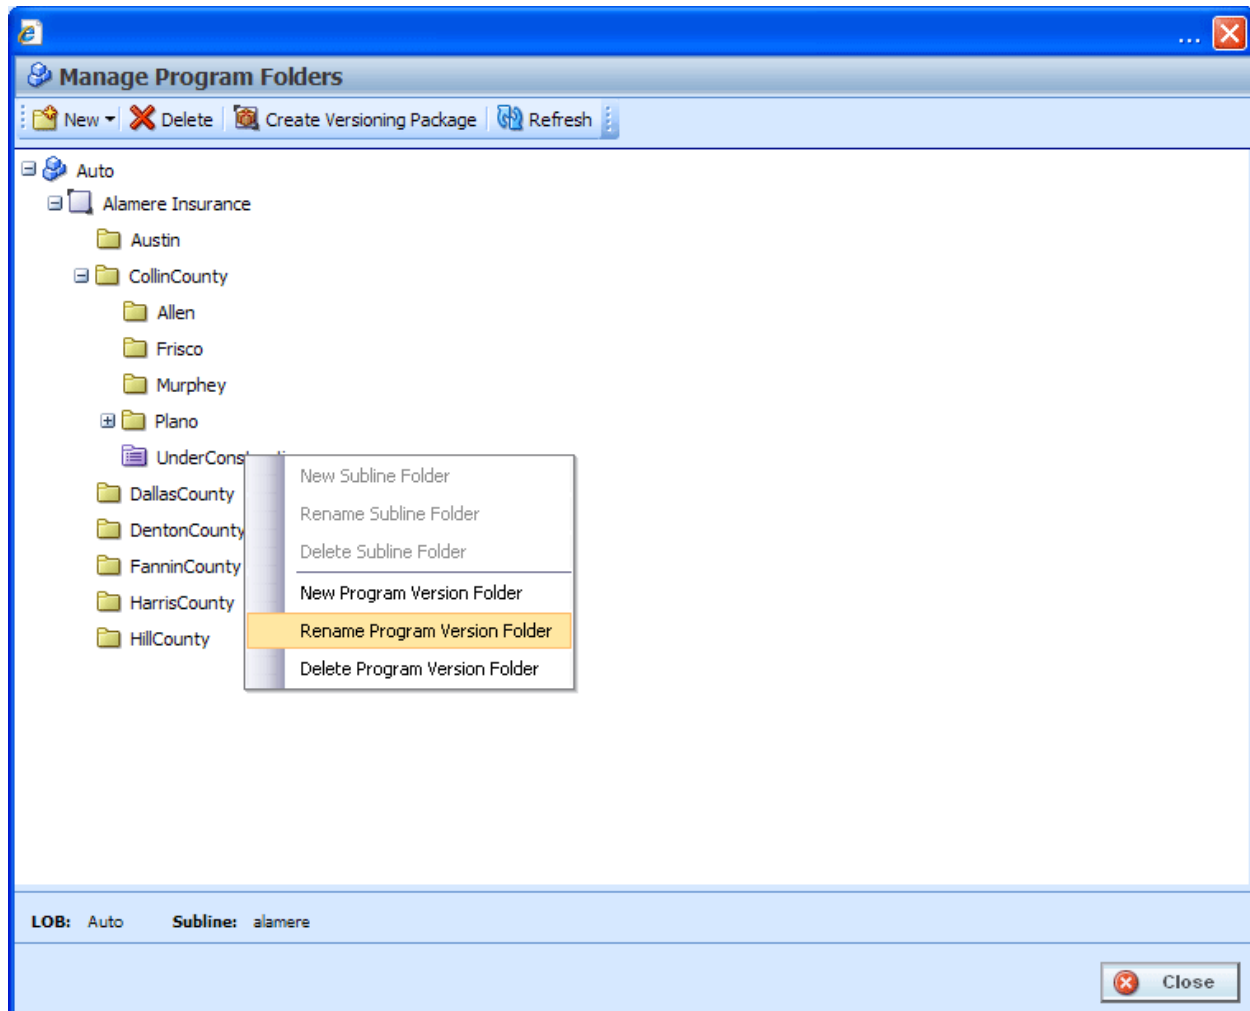 ...
Manage Program Folders
New Delete Create Versioning Package Refresh
Auto
Alamere Insurance
Austin
CollinCounty
Allen
Frisco
Murphey
Plano
DallasCounty
DentonCounty
FanninCounty
HarrisCounty
HillCounty
New Subline Folder
Rename Subline Folder
Delete Subline Folder
New Program Version Folder
Rename Program Version Folder
Delete Program Version Folder
LOB: Auto Subline: alamere
Close